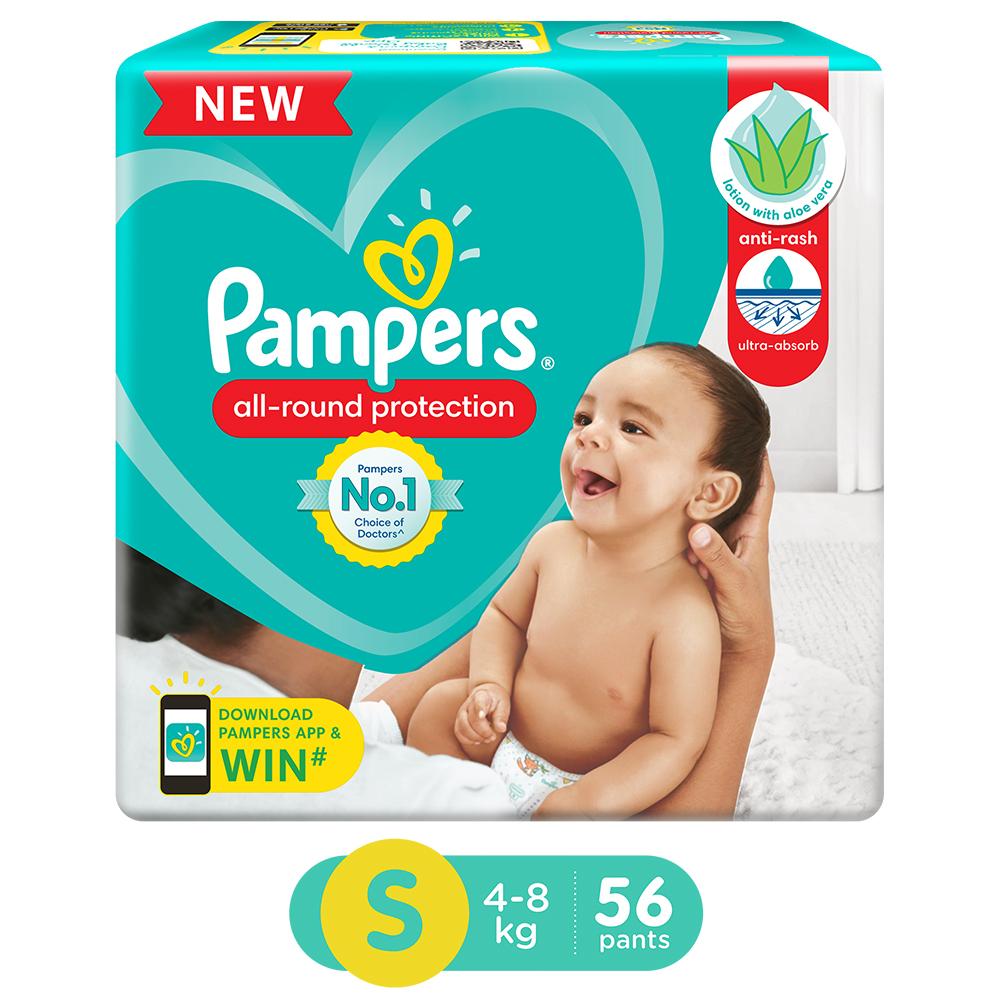 NEW
lotion with aloe vera
anti-rash
ultra-absorb
Pampers®
all-round protection
Pampers
No.1
Choice of
Doctors^
DOWNLOAD
PAMPERS APP &
WIN#
S
4-8
kg
56
pants